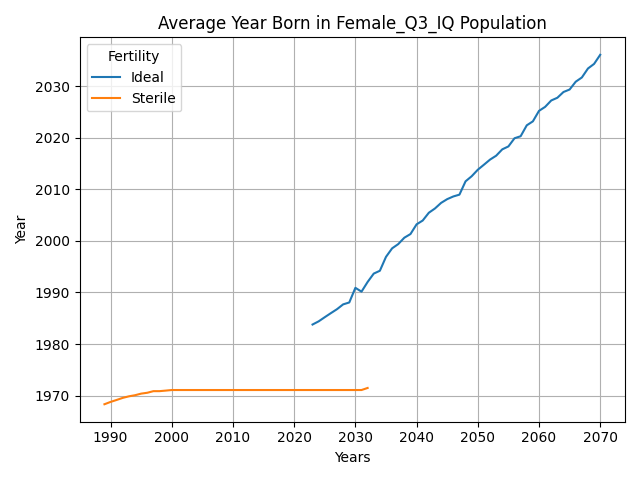 Average Year Born in Female_Q3_IQ Population
Fertility
Ideal
Sterile
Year
2030
2020
2010
2000
1990
1980
1970
1990 2000 2010 2020 2030 2040 2050 2060 2070
Years